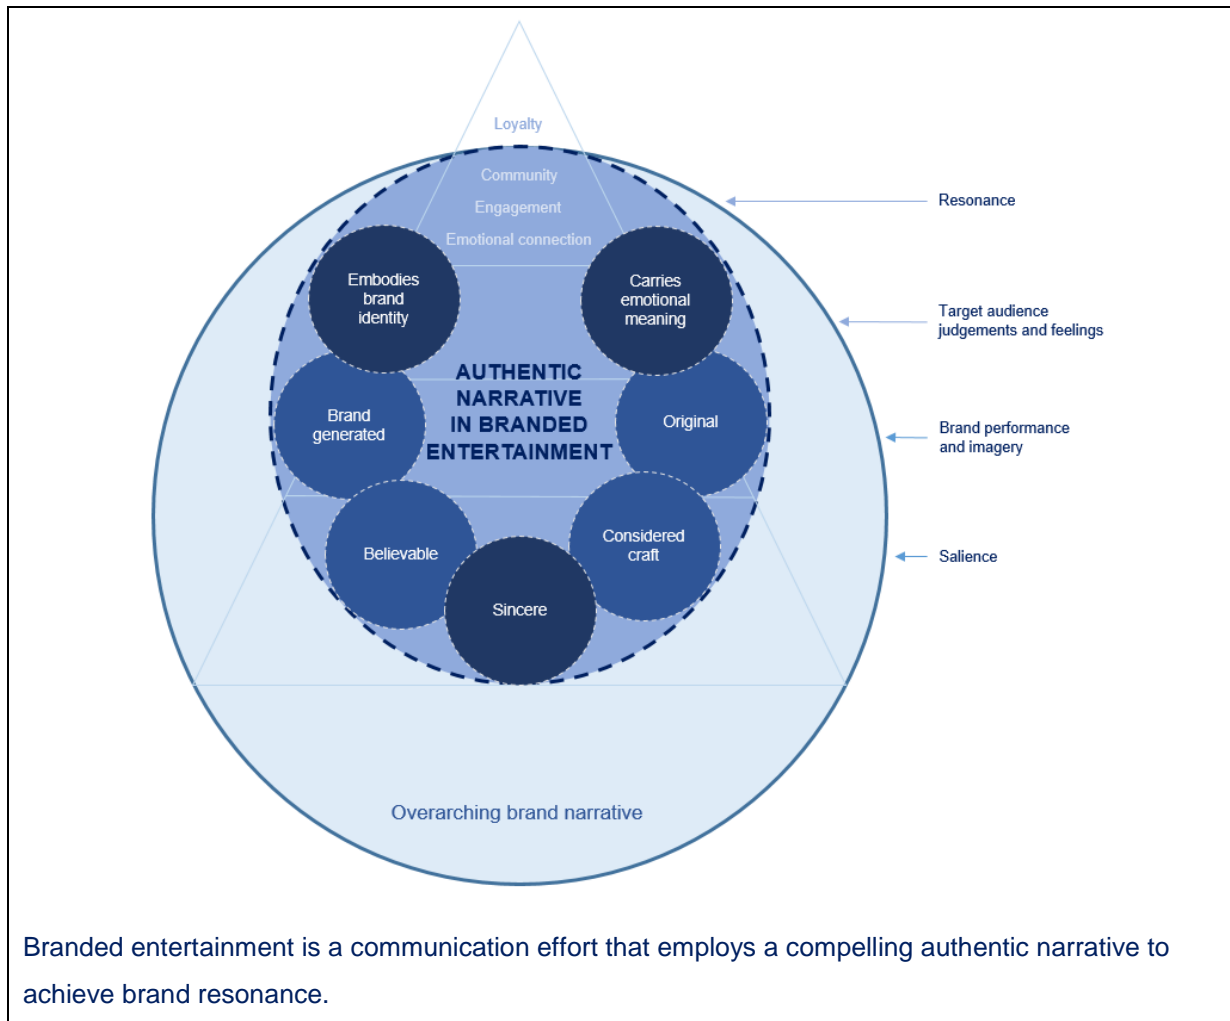 Loyalty
Community
Engagement
Emotional connection
Resonance
Embodies
brand
identity
Carries
emotional
meaning
Target audience
judgements and feelings
AUTHENTIC
NARRATIVE
IN BRANDED
ENTERTAINMENT
Brand
generated
Original
Brand performance
and imagery
Believable
Considered
craft
Salience
Sincere
Overarching brand narrative
Branded entertainment is a communication effort that employs a compelling authentic narrative to
achieve brand resonance.